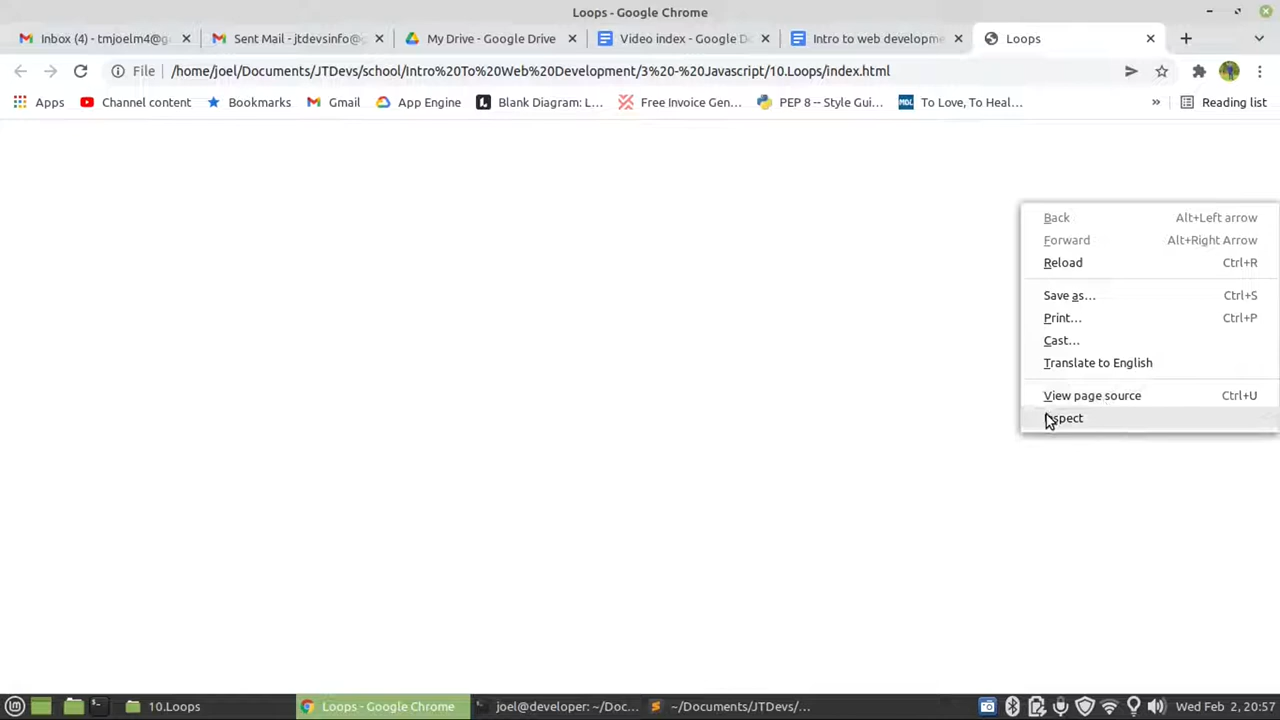 Loops - Google Chrome
Inbox (4) - tmjoelm4@g
Sent Mail - jtdevsinfo@g
My Drive - Google Drive
Video index - Google D
Intro to web developme
Loops
File /home/joel/Documents/JTDevs/school/Intro%20To%20Web%20Development/3%20-%20Javascript/10.Loops/index.html
Apps
Channel content
Bookmarks
Gmail
App Engine
Blank Diagram: L...
Free Invoice Gen...
PEP 8 -- Style Gui...
To Love, To Heal...
»
Reading list
Back Alt+Left arrow
Forward Alt+Right Arrow
Reload Ctrl+R
Save as... Ctrl+S
Print... Ctrl+P
Cast...
Translate to English
View page source Ctrl+U
spect
10.Loops
Loops - Google Chrome
joel@developer: ~/Doc...
~/Documents/JTDevs/...
Wed Feb 2, 20:57